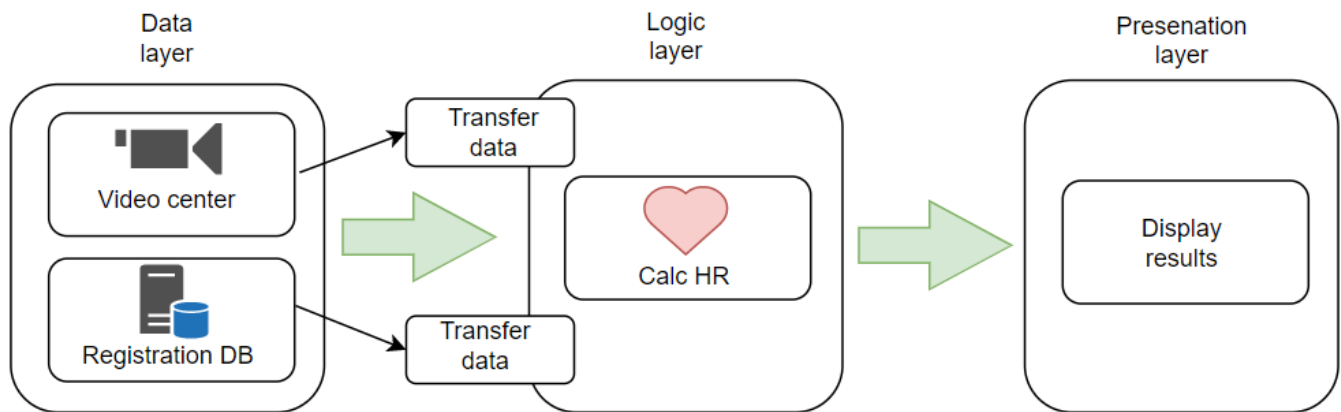 Data
layer
Video center
Registration DB
Transfer
data
Transfer
data
Logic
layer
Calc HR
Presenation
layer
Display
results